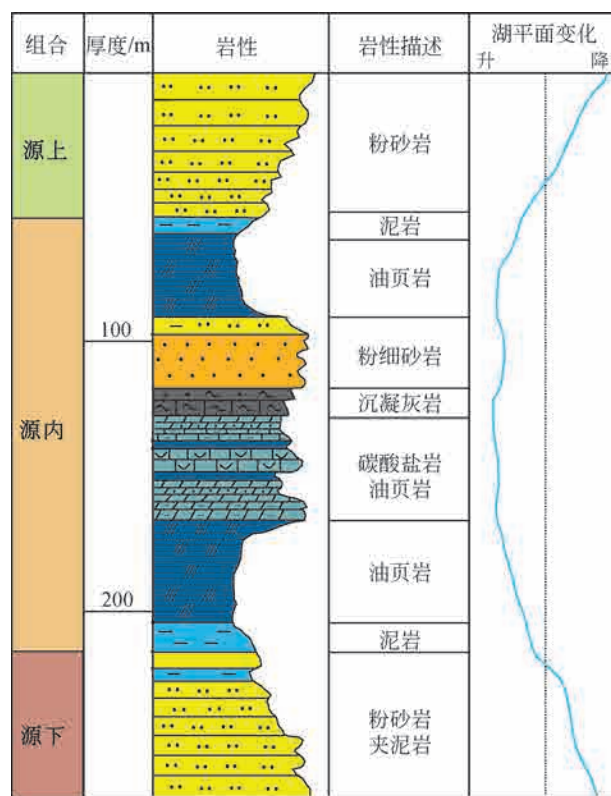 组合
厚度/m
岩性
岩性描述
湖平面变化
升 降
源上
粉砂岩
泥岩
油页岩
100
粉细砂岩
沉凝灰岩
源内
碳酸盐岩
油页岩
油页岩
200
泥岩
源下
粉砂岩
夹泥岩